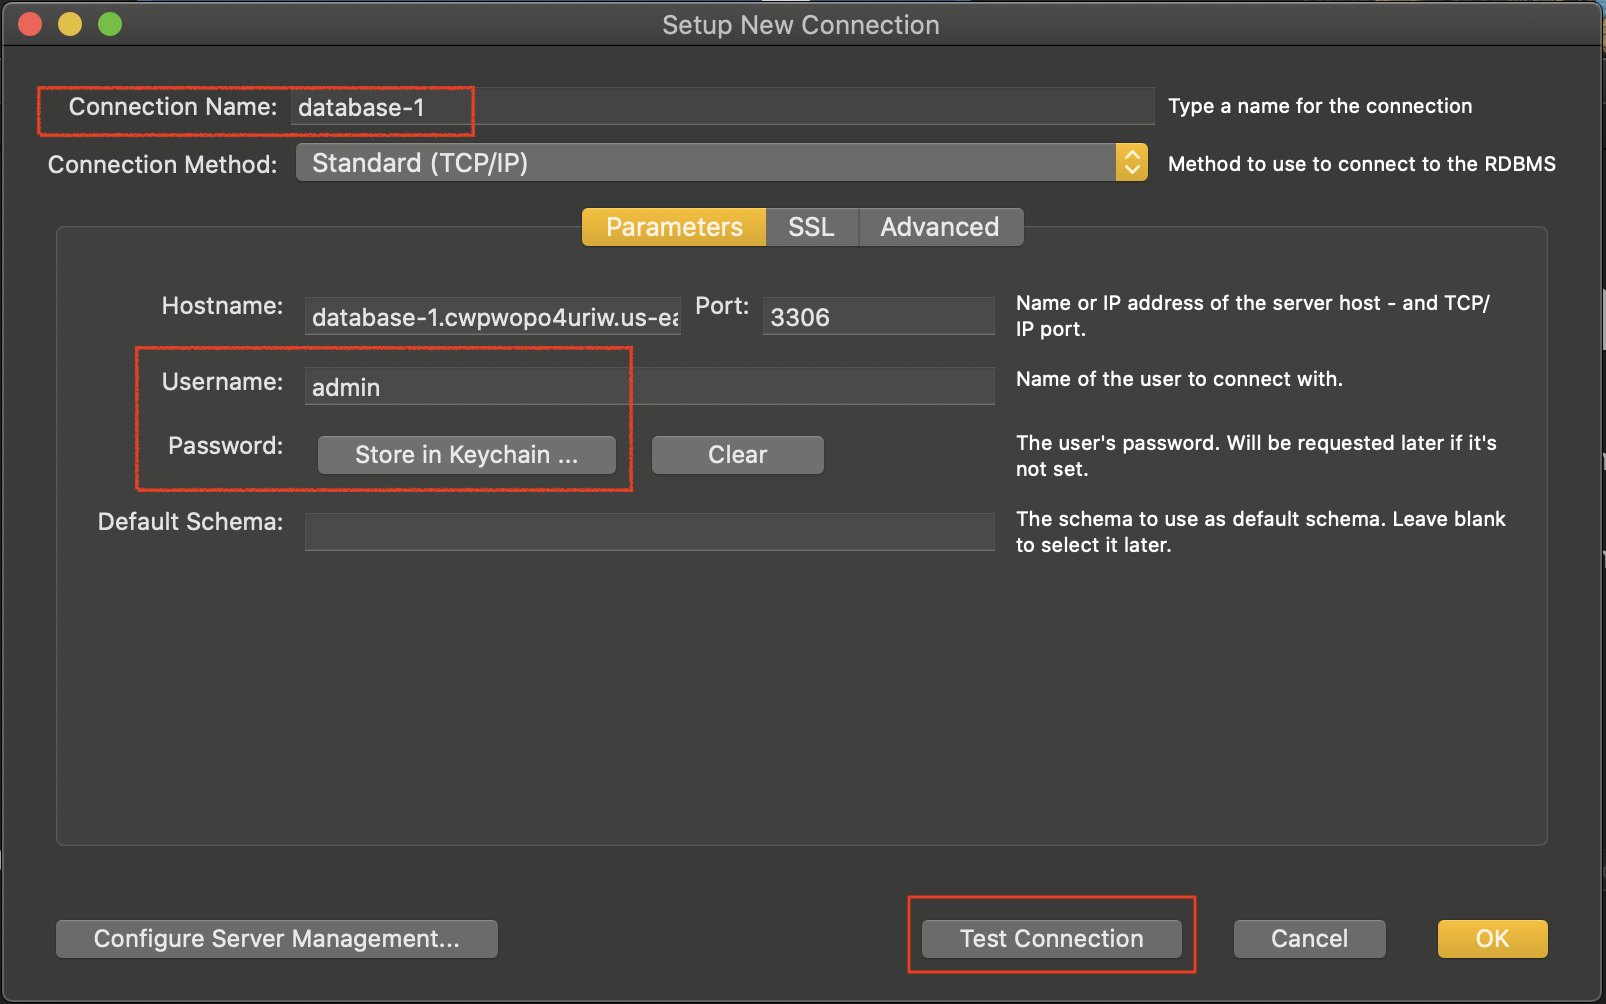 Setup New Connection
Connection Name: database-1 Type a name for the connection
Connection Method: Standard (TCP/IP) Method to use to connect to the RDBMS
Parameters SSL Advanced
Hostname: database-1.cwpwopo4uriw.us-ea Port: 3306 Name or IP address of the server host - and TCP/
IP port.
Username: admin Name of the user to connect with.
Password: Store in Keychain ... Clear The user's password. Will be requested later if it's
not set.
Default Schema: The schema to use as default schema. Leave blank
to select it later.
Configure Server Management... Test Connection Cancel OK